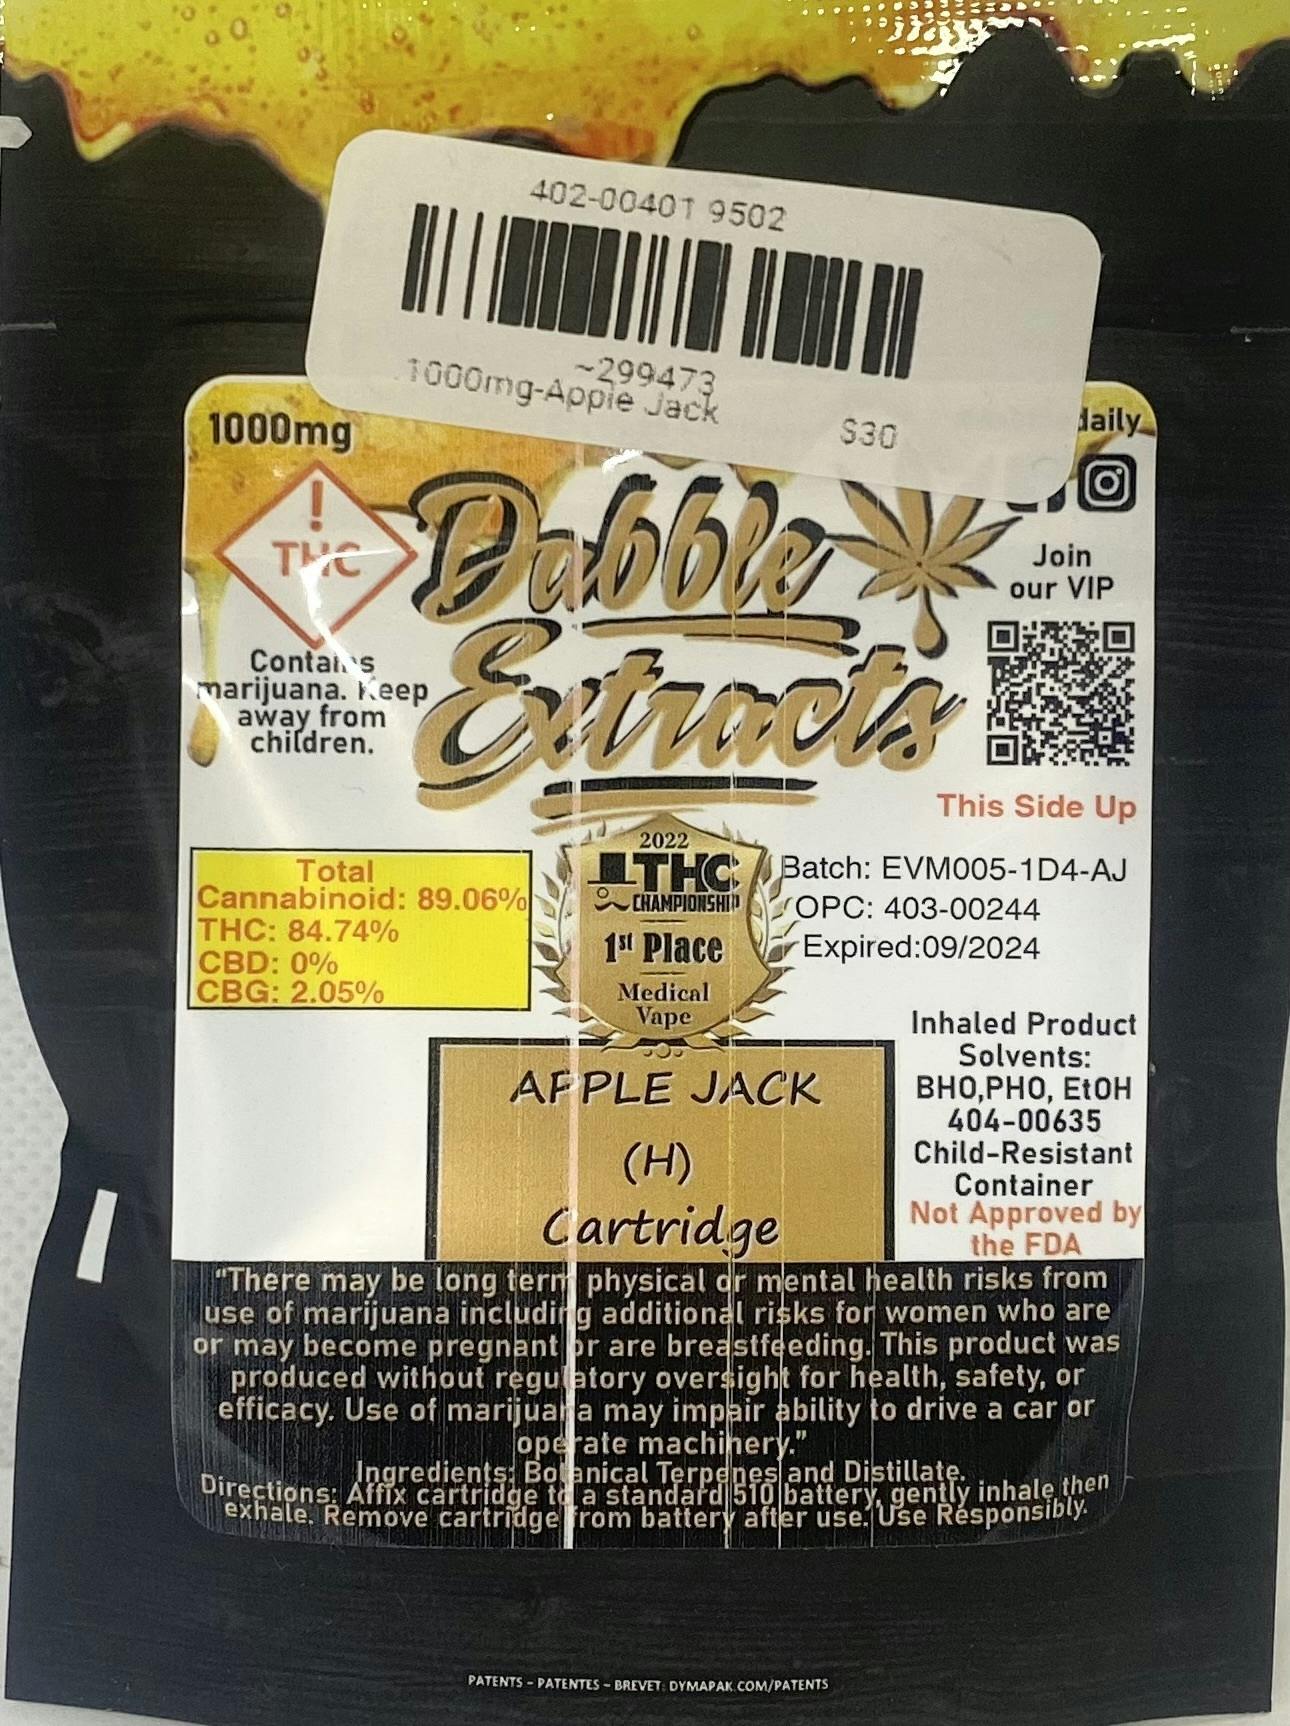 402-00401 9502
~299473
1000mg-Apple Jack
$30
1000mg
daily
!
THC
Contains
marijuana. Keep
away from
children.
Dabble
Extracts
Join
our VIP
This Side Up
Total
Cannabinoid: 89.06%
THC: 84.74%
CBD: 0%
CBG: 2.05%
2022
THC
CHAMPIONSHIP
1st Place
Medical
Vape
Batch: EVM005-1D4-AJ
OPC: 403-00244
Expired:09/2024
APPLE JACK
(H)
Cartridge
Inhaled Product
Solvents:
BHO,PHO, EtOH
404-00635
Child-Resistant
Container
Not Approved by
the FDA
"There may be long term physical or mental health risks from
use of marijuana including additional risks for women who are
or may become pregnant or are breastfeeding. This product was
produced without regulatory oversight for health, safety, or
efficacy. Use of marijuana may impair ability to drive a car or
operate machinery."
Ingredients: Botanical Terpenes and Distillate.
Directions: Affix cartridge to a standard 510 battery, gently inhale then
exhale. Remove cartridge from battery after use. Use Responsibly.
PATENTS - PATENTES - BREVET: DYMAPAK.COM/PATENTS